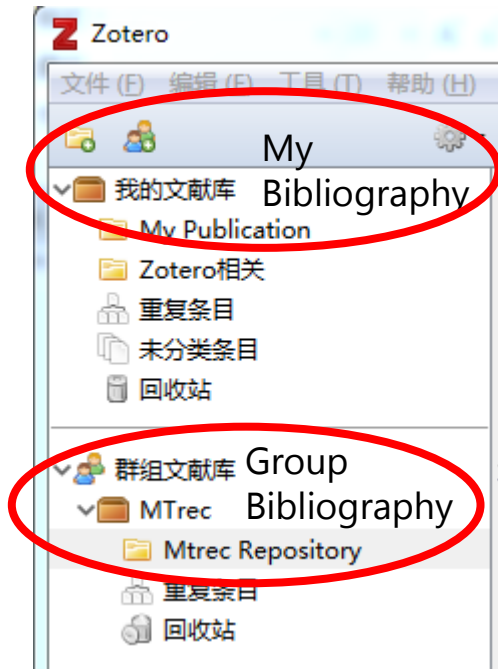 Zotero
文件 (F) 编辑 (E) 工具 (T) 帮助 (H)
My
我的文献库 Bibliography
My Publication
Zotero相关
重复条目
未分类条目
回收站
群组文献库 Group
MTrec Bibliography
Mtrec Repository
重复条目
回收站